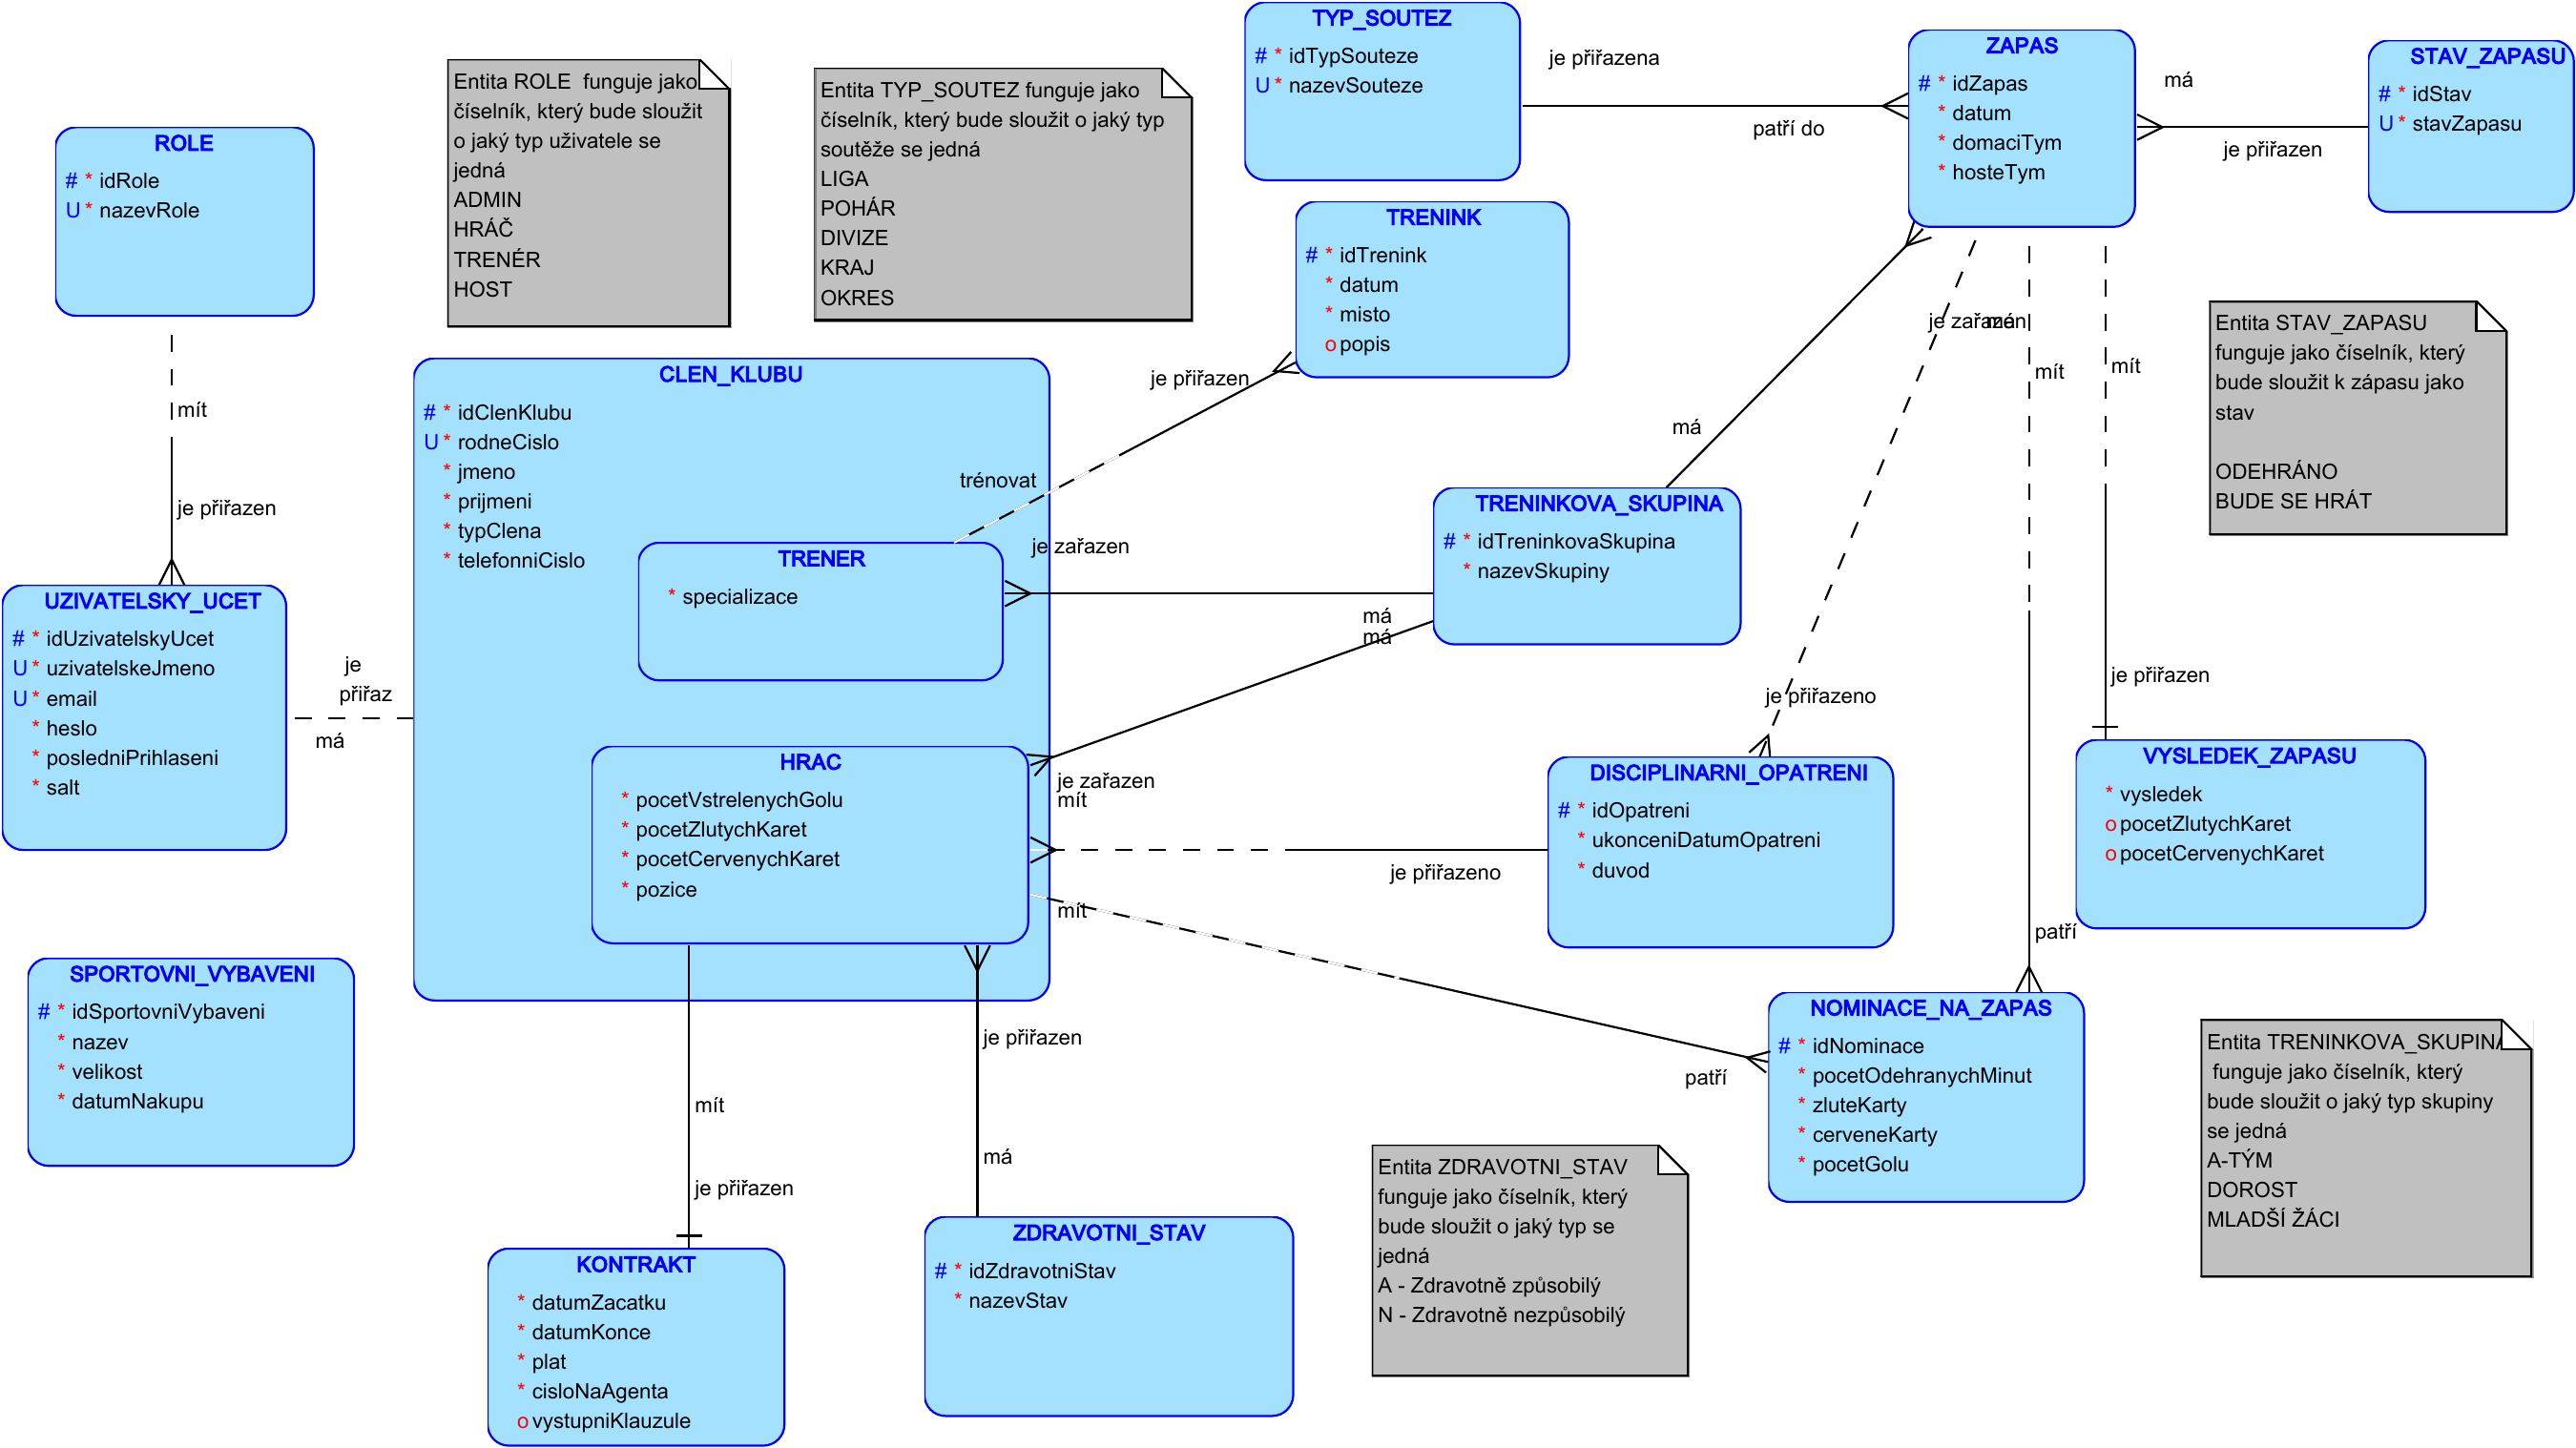 TYP_SOUTEZ
# * idTypSouteze
U * nazevSouteze
je přiřazena
patří do
ZAPAS
# * idZapas
* datum
* domaciTym
* hosteTym
má
je přiřazen
STAV_ZAPASU
# * idStav
U * stavZapasu
Entita ROLE funguje jako
číselník, který bude sloužit
o jaký typ uživatele se
jedná
ADMIN
HRÁČ
TRENÉR
HOST
Entita TYP_SOUTEZ funguje jako
číselník, který bude sloužit o jaký typ
soutěže se jedná
LIGA
POHÁR
DIVIZE
KRAJ
OKRES
ROLE
# * idRole
U * nazevRole
mít
je přiřazen
TRENINK
# * idTrenink
* datum
* misto
o popis
je přiřazen
trénovat
je zařazen
má
mít
mít
Entita STAV_ZAPASU
funguje jako číselník, který
bude sloužit k zápasu jako
stav
ODEHRÁNO
BUDE SE HRÁT
CLEN_KLUBU
# * idClenKlubu
U * rodneCislo
* jmeno
* prijmeni
* typClena
* telefonniCislo
TRENER
* specializace
je zařazen
má
má
má
TRENINKOVA_SKUPINA
# * idTreninkovaSkupina
* nazevSkupiny
UZIVATELSKY_UCET
# * idUzivatelskyUcet
U * uzivatelskeJmeno
U * email
* heslo
* posledniPrihlaseni
* salt
je
přiřaz
má
je přiřazeno
je přiřazen
HRAC
* pocetVstrelenychGolu
* pocetZlutychKaret
* pocetCervenychKaret
* pozice
je zařazen
mít
je přiřazeno
mít
DISCIPLINARNI_OPATRENI
# * idOpatreni
* ukonceniDatumOpatreni
* duvod
VYSLEDEK_ZAPASU
* vysledek
o pocetZlutychKaret
o pocetCervenychKaret
patří
patří
SPORTOVNI_VYBAVENI
# * idSportovniVybaveni
* nazev
* velikost
* datumNakupu
je přiřazen
má
mít
je přiřazen
NOMINACE_NA_ZAPAS
# * idNominace
* pocetOdehranychMinut
* zluteKarty
* cerveneKarty
* pocetGolu
Entita TRENINKOVA_SKUPINA
funguje jako číselník, který
bude sloužit o jaký typ skupiny
se jedná
A-TÝM
DOROST
MLADŠÍ ŽÁCI
Entita ZDRAVOTNI_STAV
funguje jako číselník, který
bude sloužit o jaký typ se
jedná
A - Zdravotně způsobilý
N - Zdravotně nezpůsobilý
KONTRAKT
* datumZacatku
* datumKonce
* plat
* cisloNaAgenta
o vystupniKlauzule
ZDRAVOTNI_STAV
# * idZdravotniStav
* nazevStav